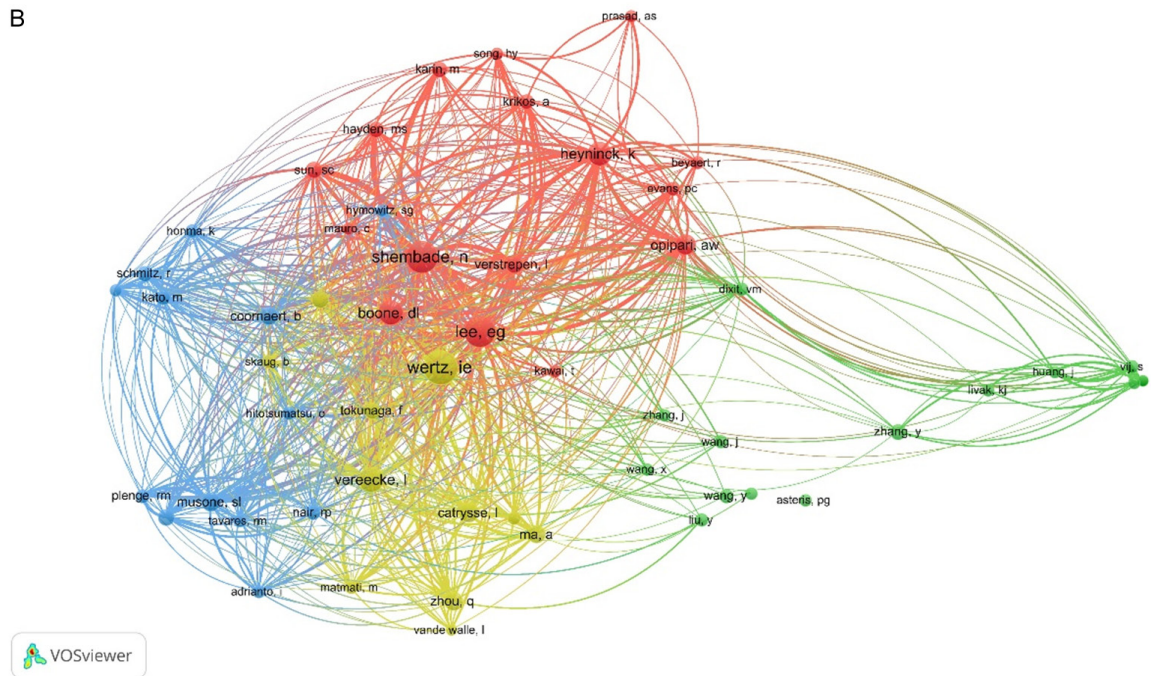 B
prasad, as
song, hy
karin, m
krikos, a
hayden, ms
heyninck, k
beyaert, r
sun, sc
evans, pc
hymowitz, sg
mauro, c
honma, k
opipari, aw
shembade, n
verstrepen, l
schmitz, r
kato, m
dixit, vm
coornaert, b
boone, dl
lee, eg
skaug, b
wertz, ie
kawai, t
huang, j
vij, s
livak, kj
hitotsumatsu, o
tokunaga, f
zhang, j
zhang, y
wang, j
wang, x
vereecke, l
plenge, rm
musone, sl
wang, y
asteris, pg
nair, rp
catrysse, l
tavares, rm
liu, y
ma, a
adrianto, i
matmati, m
zhou, q
vande walle, l
VOSviewer